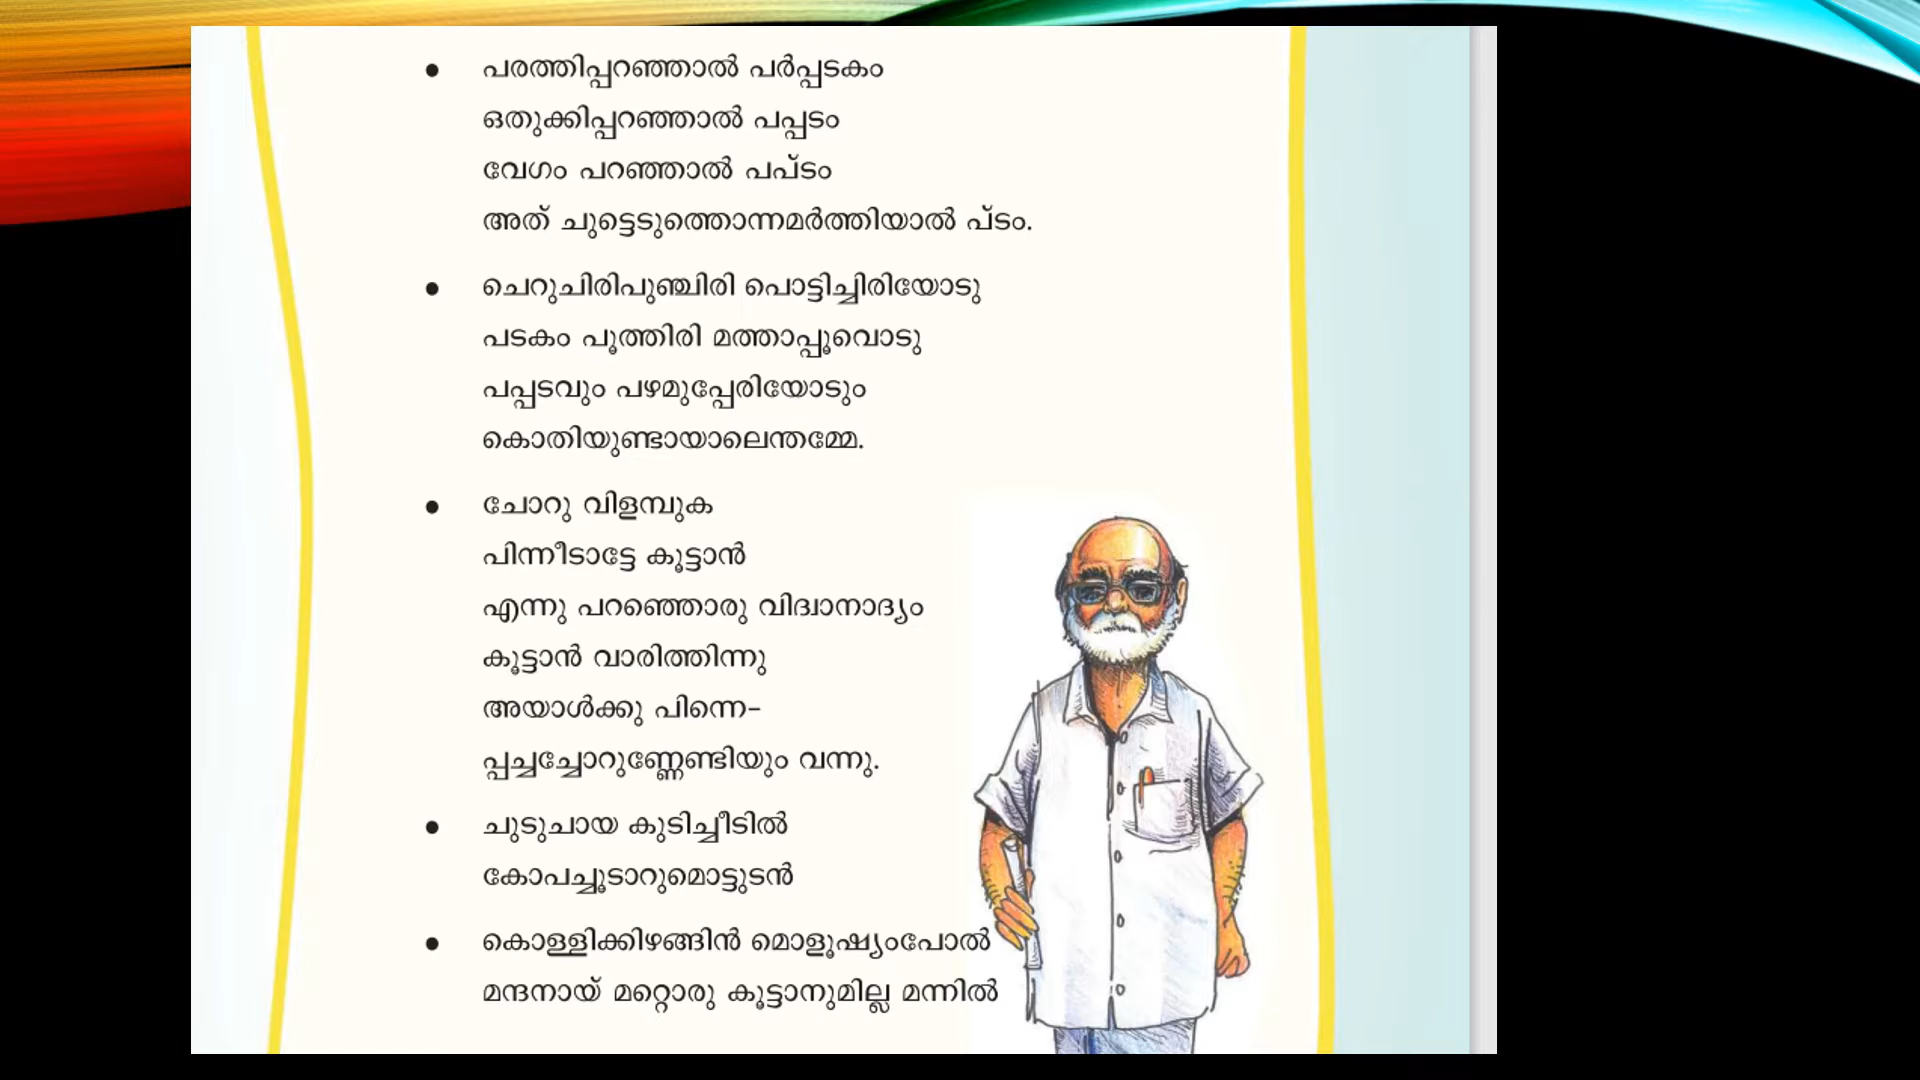 • പരത്തിപ്പറഞ്ഞാൽ പർപ്പടകം
ഒതുക്കിപ്പറഞ്ഞാൽ പപ്പടം
വേഗം പറഞ്ഞാൽ പപ്ടം
അത് ചുട്ടെടുത്തൊന്നമർത്തിയാൽ പ്ടം.
• ചെറുചിരിപുഞ്ചിരി പൊട്ടിച്ചിരിയോടു
പടകം പൂത്തിരി മത്താപ്പൂവൊടു
പപ്പടവും പഴമുപ്പേരിയോടും
കൊതിയുണ്ടായാലെന്തമ്മേ.
• ചോറു വിളമ്പുക
പിന്നീടാട്ടേ കൂട്ടാൻ
എന്നു പറഞ്ഞൊരു വിദ്വാനാദ്യം
കൂട്ടാൻ വാരിത്തിന്നു
അയാൾക്കു പിന്നെ–
പ്പച്ചച്ചോറുണ്ണേണ്ടിയും വന്നു.
• ചുടുചായ കുടിച്ചീടിൽ
കോപച്ചൂടാറുമൊട്ടുടൻ
• കൊള്ളിക്കിഴങ്ങിൻ മൊളൂഷ്യംപോൽ
മന്ദനായ് മറ്റൊരു കൂട്ടാനുമില്ല മന്നിൽ